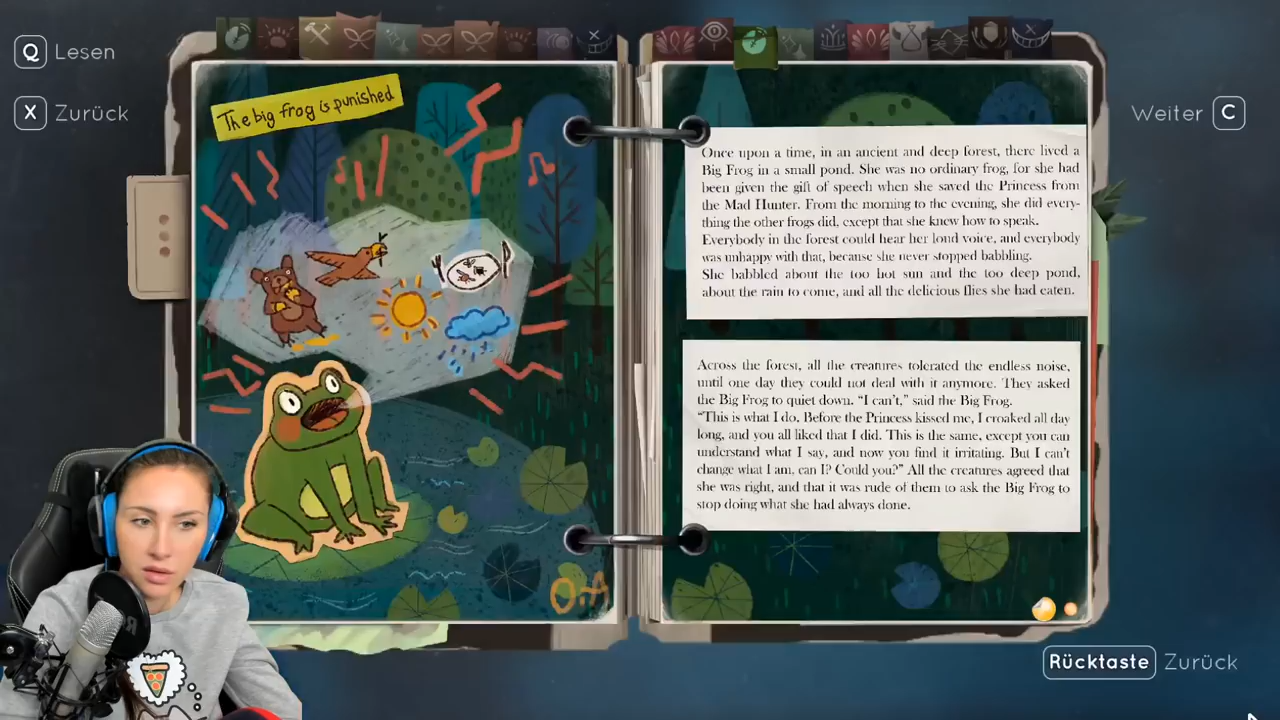 Q Lesen
X Zurück
The big frog is punished
Once upon a time, in an ancient and deep forest, there lived a
Big Frog in a small pond. She was no ordinary frog, for she had
been given the gift of speech when she saved the Princess from
the Mad Hunter. From the morning to the evening, she did every-
thing the other frogs did, except that she knew how to speak.
Everybody in the forest could hear her loud voice, and everybody
was unhappy with that, because she never stopped babbling.
She babbled about the too hot sun and the too deep pond,
about the rain to come, and all the delicious flies she had eaten.
Across the forest, all the creatures tolerated the endless noise,
until one day they could not deal with it anymore. They asked
the Big Frog to quiet down. “I can’t,” said the Big Frog.
“This is what I do. Before the Princess kissed me, I croaked all day
long, and you all liked that I did. This is the same, except you can
understand what I say, and now you find it irritating. But I can’t
change what I am, can I? Could you?” All the creatures agreed that
she was right, and that it was rude of them to ask the Big Frog to
stop doing what she had always done.
O.A
Weiter C
Rücktaste Zurück